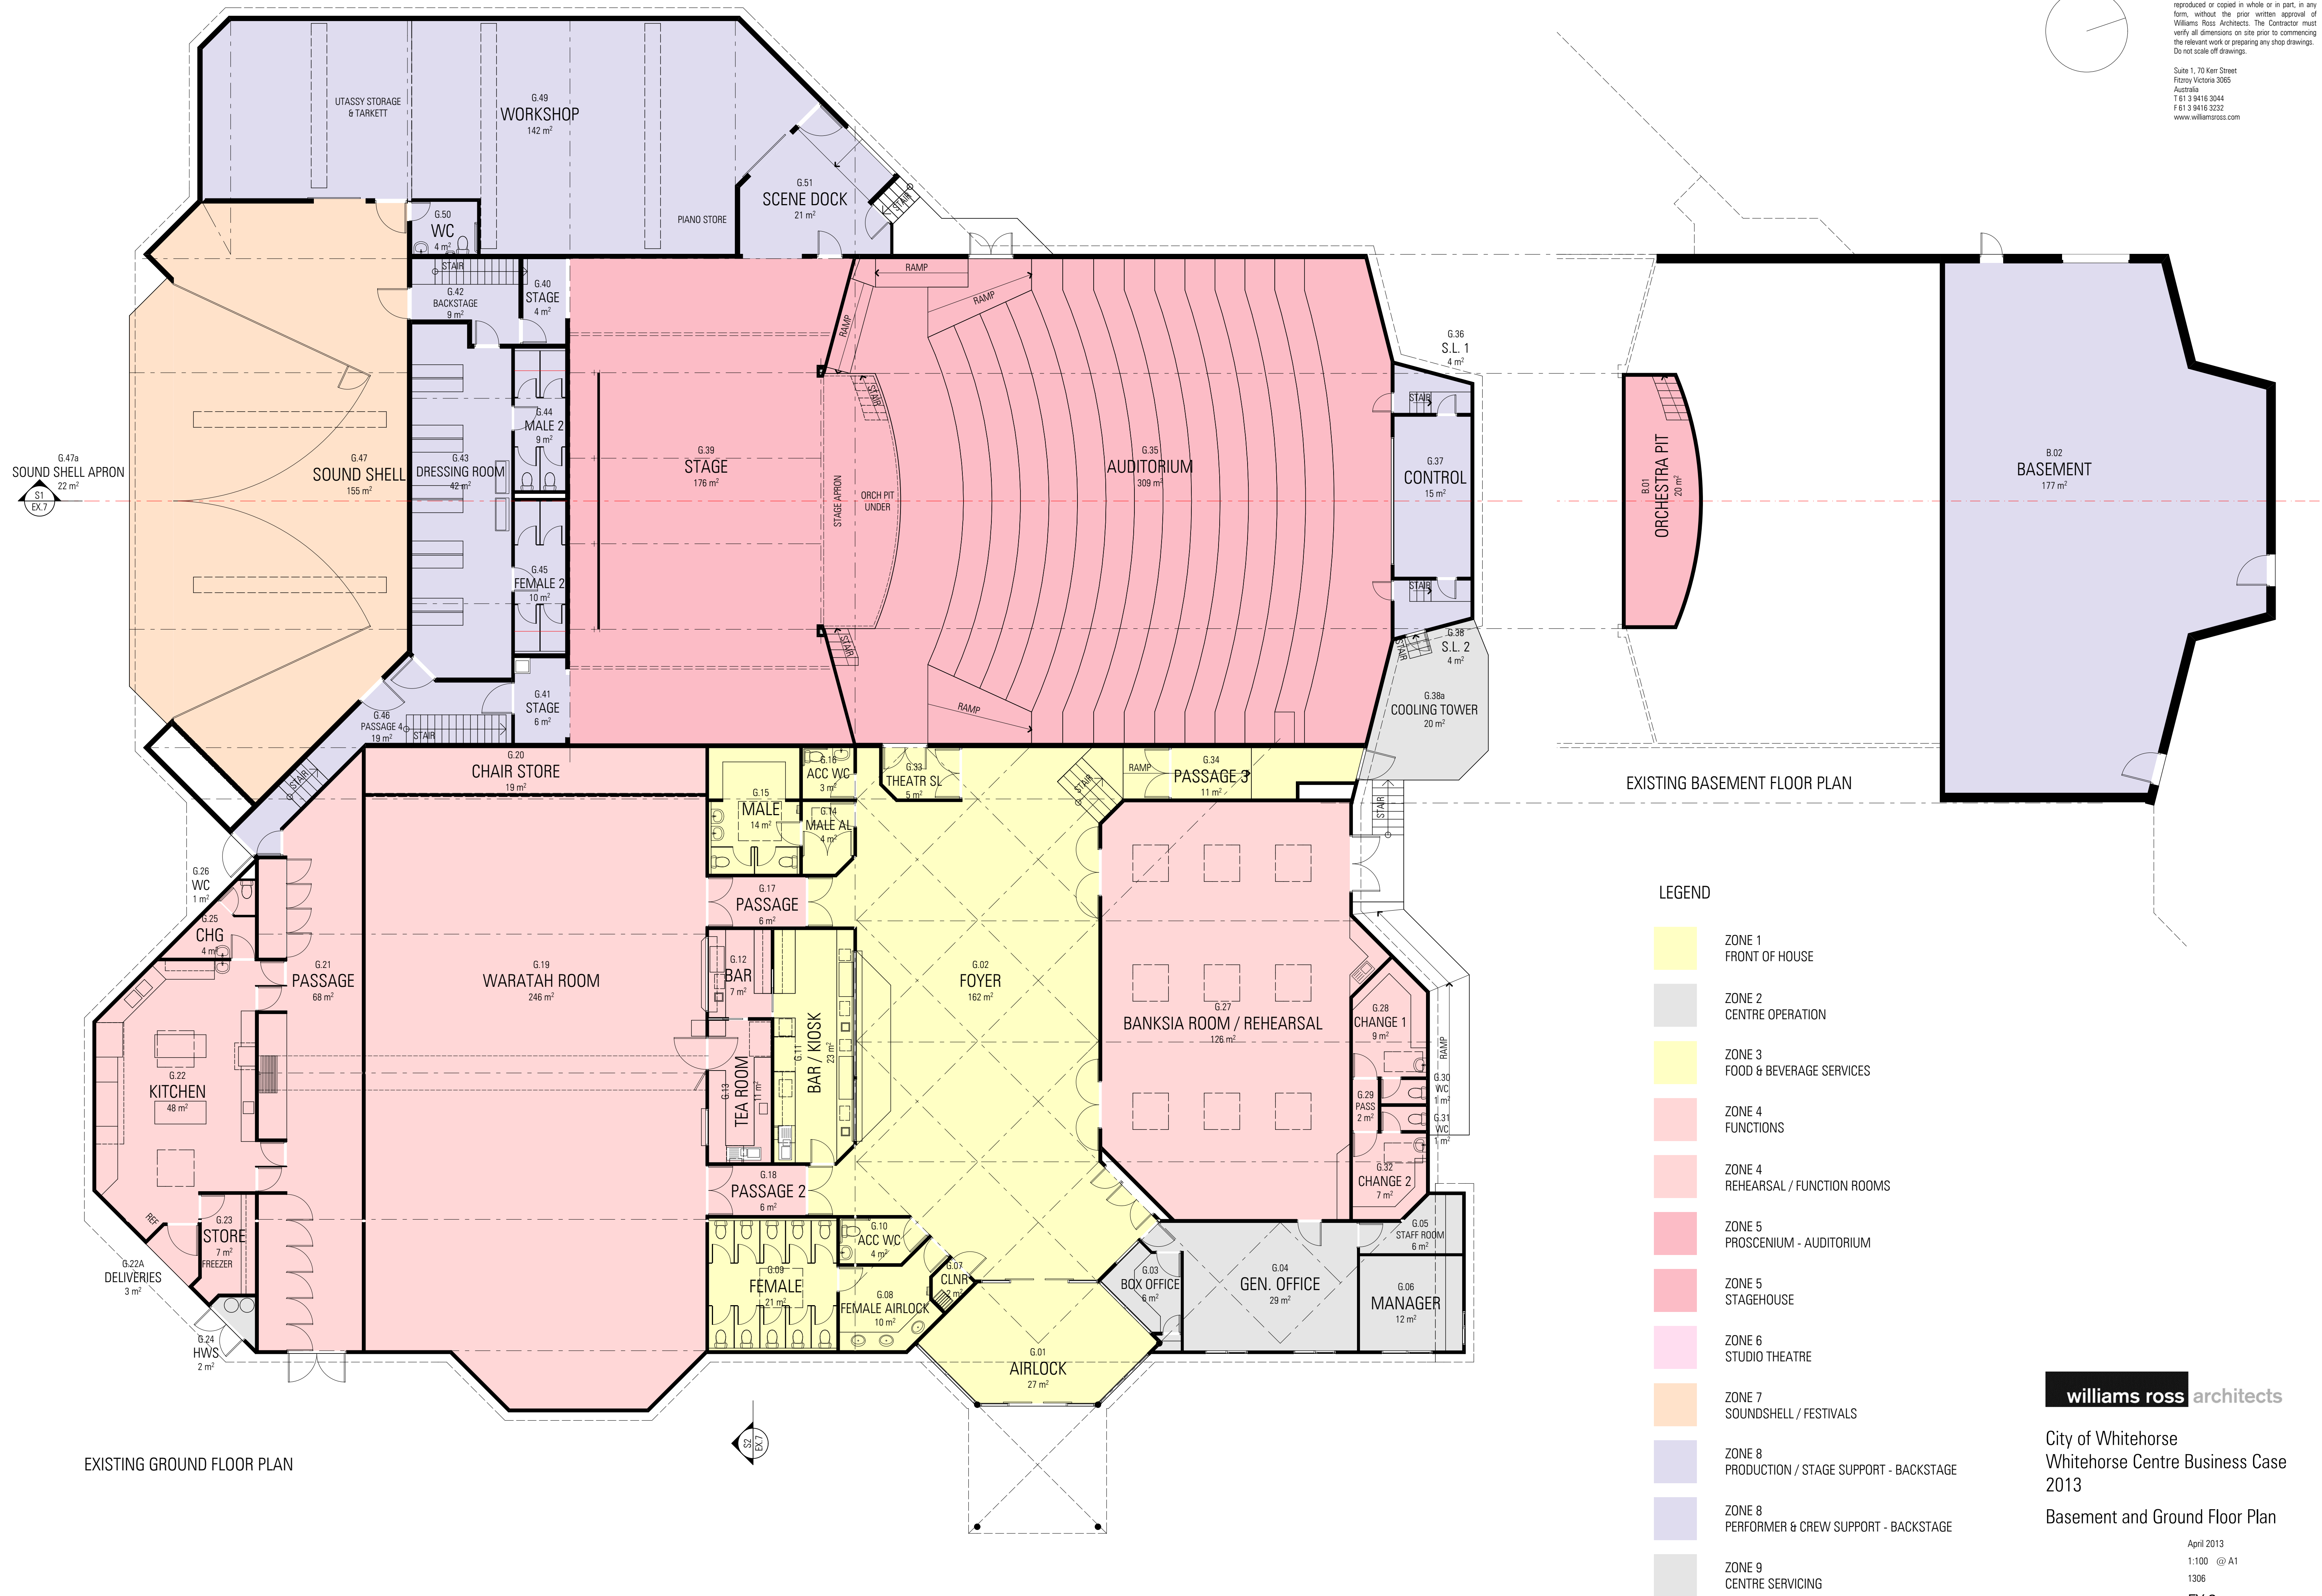 reproduced or copied in whole or in part, in any
form, without the prior written approval of
Williams Ross Architects. The Contractor must
verify all dimensions on site prior to commencing
the relevant work or preparing any shop drawings.
Do not scale off drawings.
Suite 1, 70 Kerr Street
Fitzroy Victoria 3065
Australia
T 61 3 9416 3044
F 61 3 9416 3232
www.williamsross.com
UTASSY STORAGE
& TARKETT
G.49
WORKSHOP
142 m²
G.51
SCENE DOCK
21 m²
STAIR
PIANO STORE
G.50
WC
4 m²
STAIR
G.42
BACKSTAGE
9 m²
G.40
STAGE
4 m²
RAMP
RAMP
RAMP
G.36
S.L. 1
4 m²
STAIR
STAIR
G.44
MALE 2
9 m²
G.47a
SOUND SHELL APRON
22 m²
S1
EX.7
G.47
SOUND SHELL
155 m²
G.43
DRESSING ROOM
42 m²
G.39
STAGE
176 m²
STAGE APRON
ORCH PIT
UNDER
G.35
AUDITORIUM
309 m²
G.37
CONTROL
15 m²
B.01
ORCHESTRA PIT
20 m²
B.02
BASEMENT
177 m²
G.45
FEMALE 2
10 m²
STAIR
STAIR
STAIR
G.38
S.L. 2
4 m²
G.41
STAGE
6 m²
G.46
PASSAGE 4
19 m²
STAIR
RAMP
G.38a
COOLING TOWER
20 m²
STAIR
G.20
CHAIR STORE
19 m²
G.16
ACC WC
3 m²
G.33
THEATR SL
5 m²
STAIR
RAMP
G.34
PASSAGE 3
11 m²
STAIR
EXISTING BASEMENT FLOOR PLAN
G.15
MALE
14 m²
G.14
MALE AL
4 m²
G.26
WC
1 m²
G.25
CHG
4 m²
G.17
PASSAGE
6 m²
G.21
PASSAGE
68 m²
G.19
WARATAH ROOM
246 m²
G.12
BAR
7 m²
G.02
FOYER
162 m²
G.27
BANKSIA ROOM / REHEARSAL
126 m²
G.28
CHANGE 1
9 m²
RAMP
G.11
BAR / KIOSK
23 m²
G.13
TEA ROOM
11 m²
G.22
KITCHEN
48 m²
G.30
WC
1 m²
G.29
PASS
2 m²
G.31
WC
1 m²
G.32
CHANGE 2
7 m²
G.18
PASSAGE 2
6 m²
REF
G.23
STORE
7 m²
FREEZER
G.22A
DELIVERIES
3 m²
G.24
HWS
2 m²
G.10
ACC WC
4 m²
G.09
FEMALE
21 m²
G.07
CLNR
2 m²
G.08
FEMALE AIRLOCK
10 m²
G.03
BOX OFFICE
6 m²
G.04
GEN. OFFICE
29 m²
G.05
STAFF ROOM
6 m²
G.06
MANAGER
12 m²
G.01
AIRLOCK
27 m²
S2
EX.7
EXISTING GROUND FLOOR PLAN
LEGEND
ZONE 1
FRONT OF HOUSE
ZONE 2
CENTRE OPERATION
ZONE 3
FOOD & BEVERAGE SERVICES
ZONE 4
FUNCTIONS
ZONE 4
REHEARSAL / FUNCTION ROOMS
ZONE 5
PROSCENIUM - AUDITORIUM
ZONE 5
STAGEHOUSE
ZONE 6
STUDIO THEATRE
ZONE 7
SOUNDSHELL / FESTIVALS
ZONE 8
PRODUCTION / STAGE SUPPORT - BACKSTAGE
ZONE 8
PERFORMER & CREW SUPPORT - BACKSTAGE
ZONE 9
CENTRE SERVICING
williams ross architects
City of Whitehorse
Whitehorse Centre Business Case
2013
Basement and Ground Floor Plan
April 2013
1:100 @ A1
1306